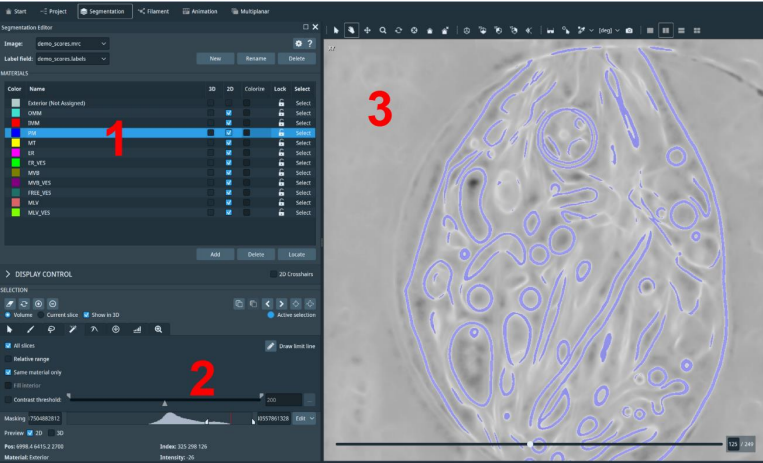 Start Project Segmentation Filament Animation Multiplanar
Segmentation Editor
Image: demo_scores.mrc
Label field: demo_scores.labels New Rename Delete
MATERIALS
Color Name 3D 2D Colorize Lock Select
Exterior (Not Assigned) Select
OMM Select
IMM Select
PM Select
MT Select
ER Select
ER_VES Select
MVB Select
MVB_VES Select
FREE_VES Select
MLV Select
MLV_VES Select
1
Add Delete Locate
DISPLAY CONTROL 2D Crosshairs
SELECTION
Volume Current slice Show in 3D Active selection
All slices Draw limit line
Relative range
Same material only
Fill interior
2
Contrast threshold: 200 ...
Masking 7504882812 Edit
Preview 2D 3D
Pos: 6998.4 6415.2 2700 Index: 325 298 126
Material: Exterior Intensity: -26
[deg]
XY
3
125 / 249